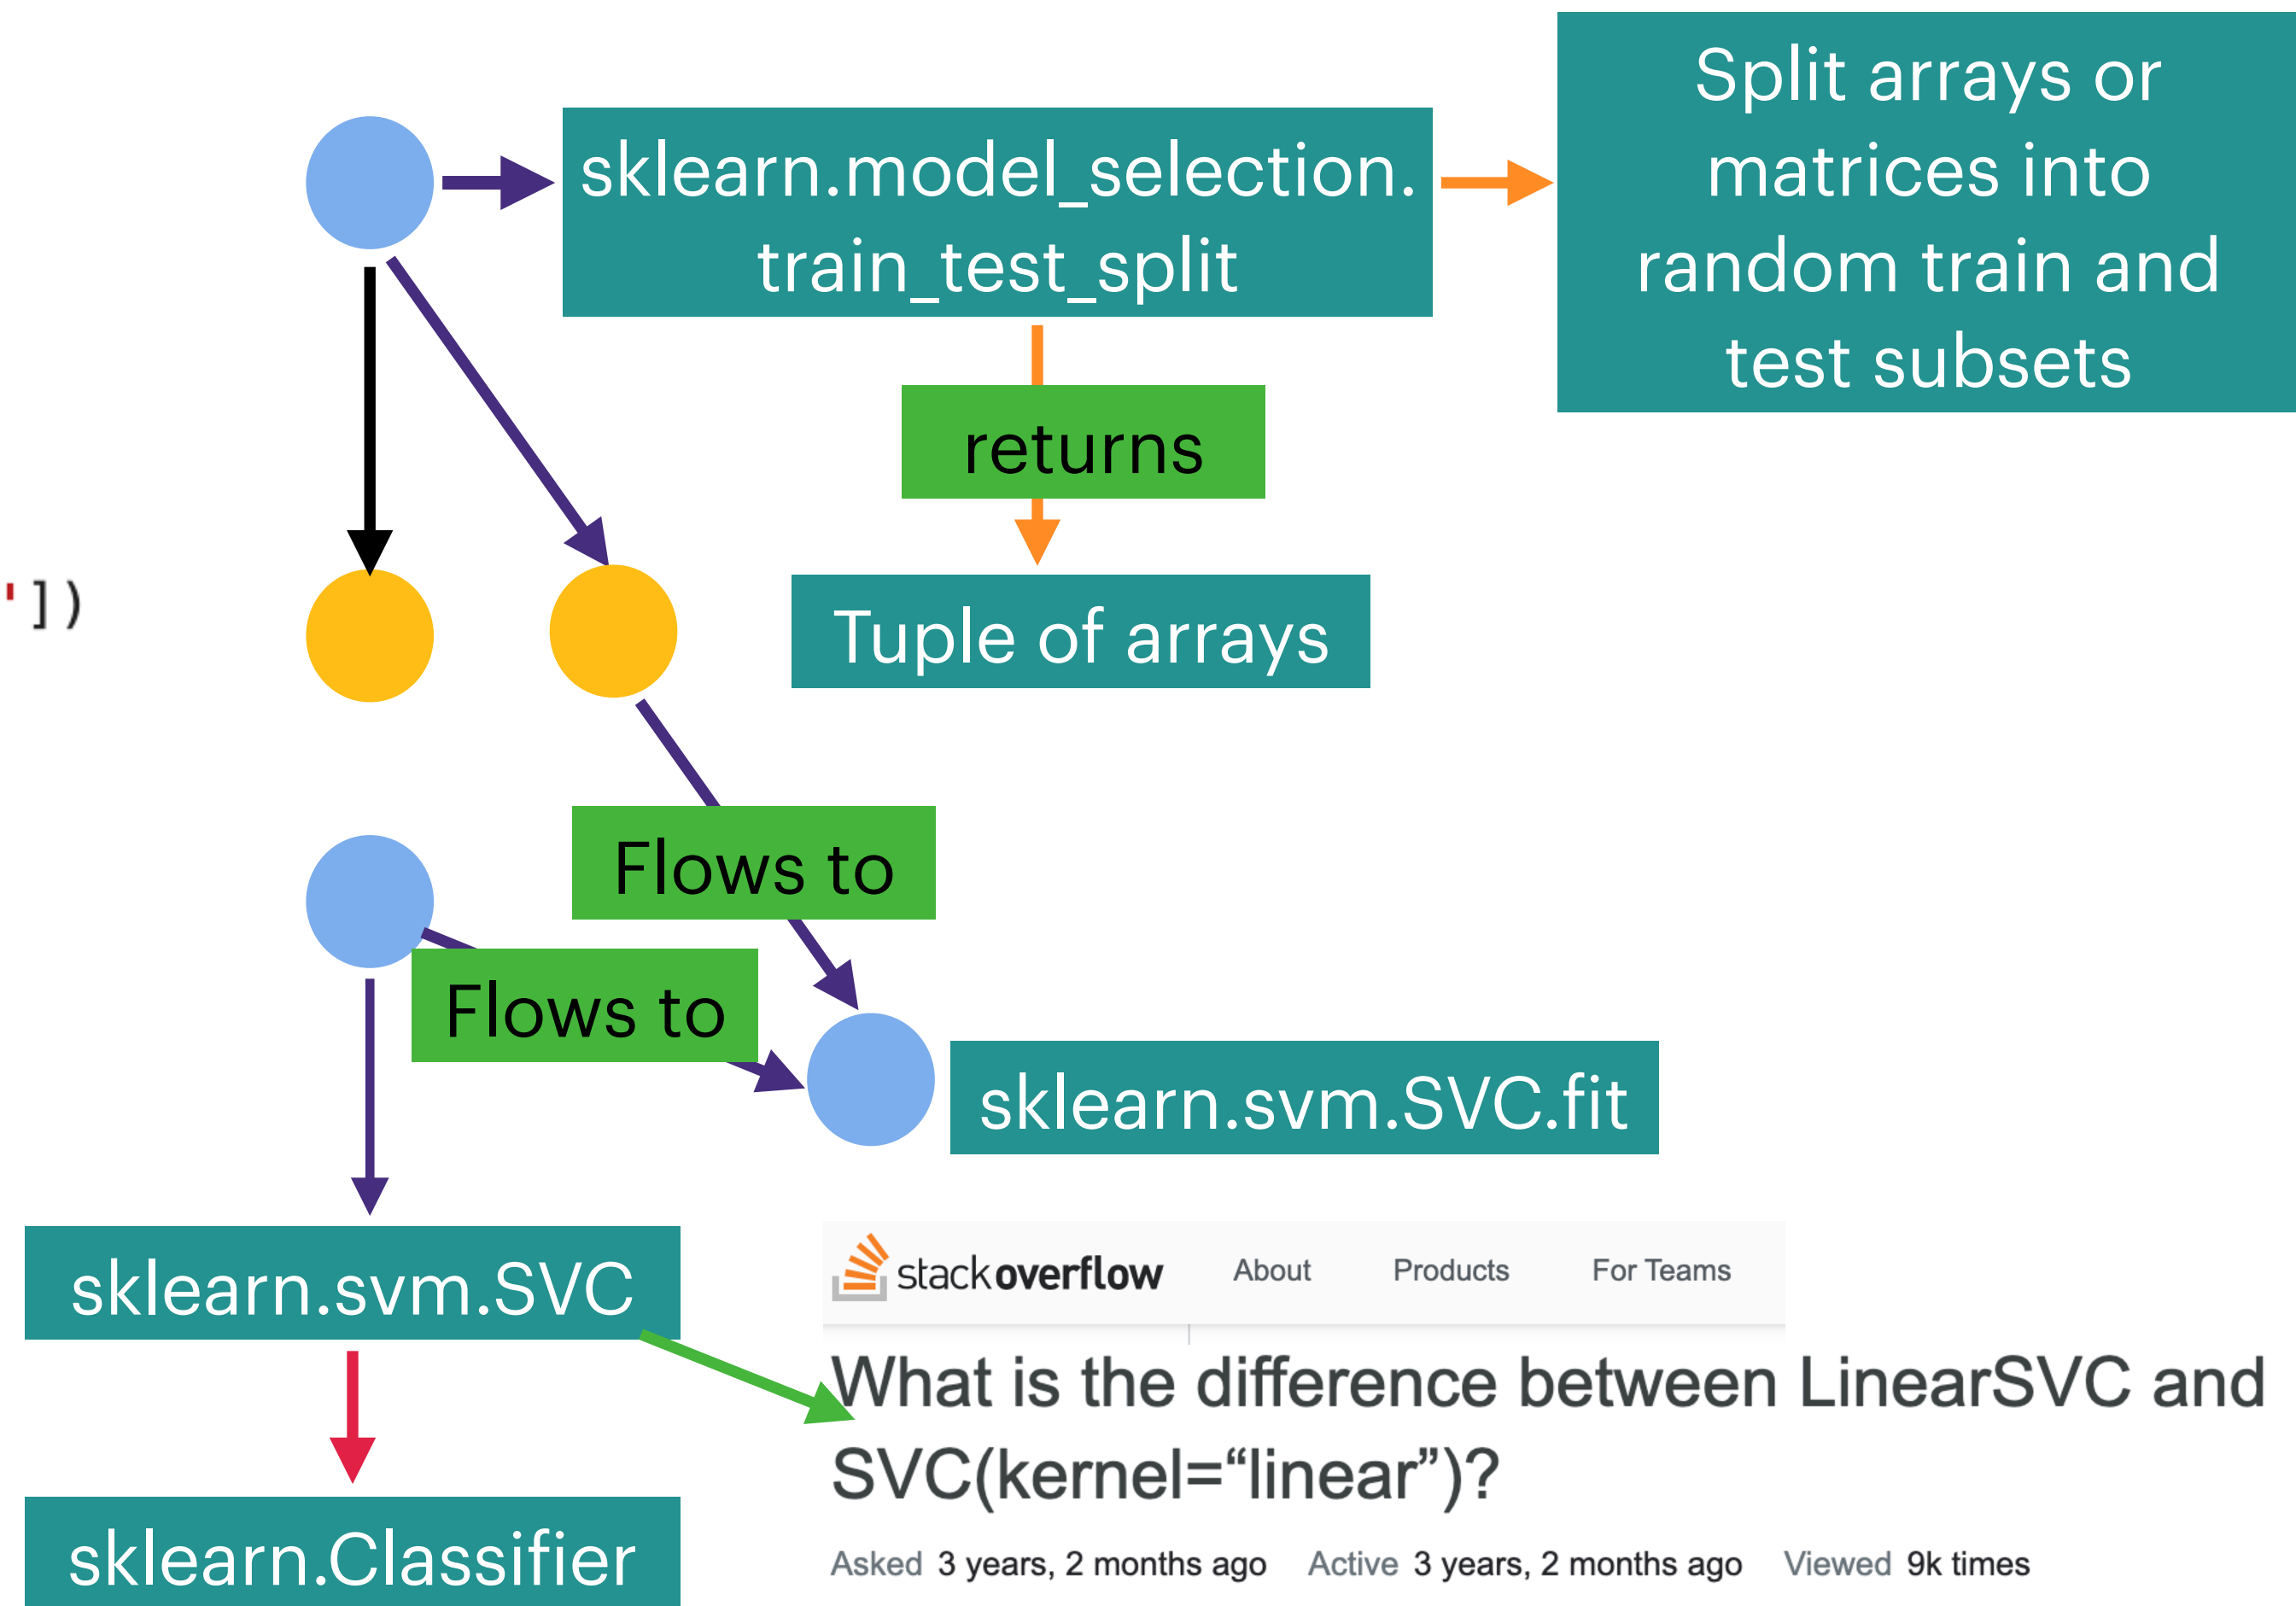 Split arrays or
matrices into
random train and
test subsets
sklearn.model_selection.
train_test_split
returns
'])
Tuple of arrays
Flows to
Flows to
sklearn.svm.SVC.fit
sklearn.svm.SVC
stackoverflow About Products For Teams
What is the difference between LinearSVC and
SVC(kernel=“linear”)?
sklearn.Classifier
Asked 3 years, 2 months ago Active 3 years, 2 months ago Viewed 9k times